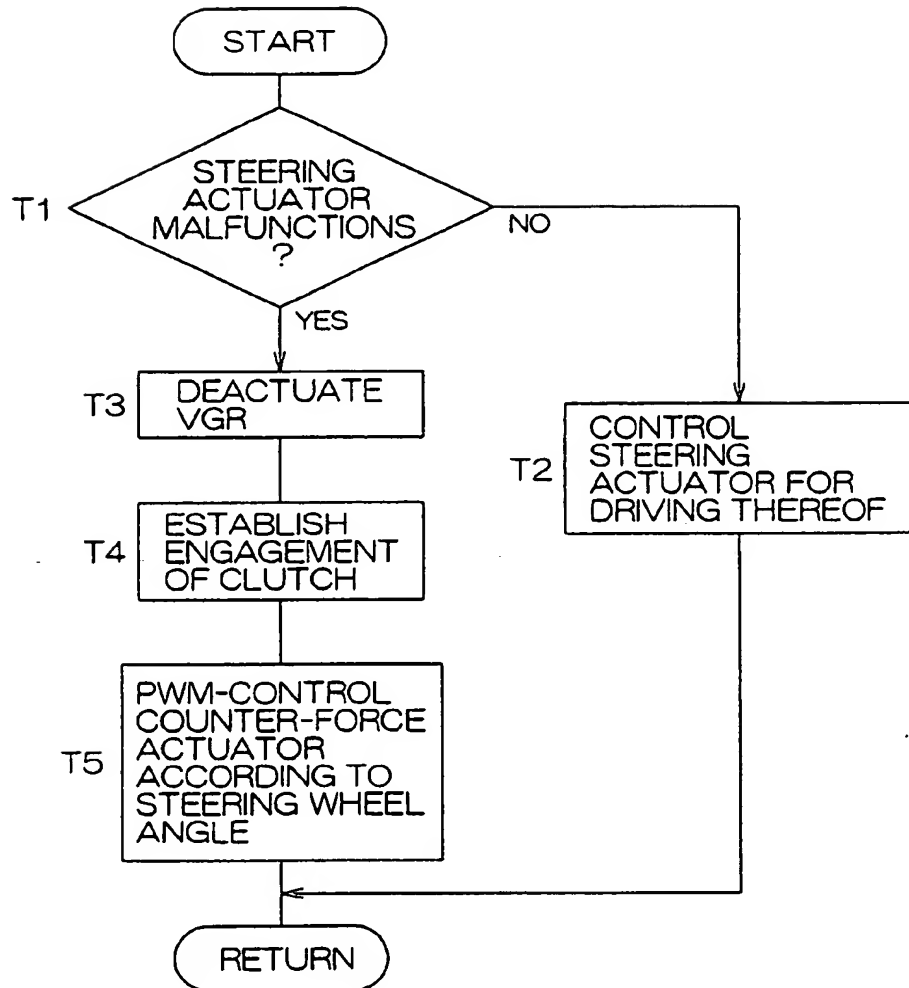 START
T1
STEERING
ACTUATOR
MALFUNCTIONS
?
NO
YES
T3
DEACTUATE
VGR
T2
CONTROL
STEERING
ACTUATOR FOR
DRIVING THEREOF
T4
ESTABLISH
ENGAGEMENT
OF CLUTCH
T5
PWM-CONTROL
COUNTER-FORCE
ACTUATOR
ACCORDING TO
STEERING WHEEL
ANGLE
RETURN